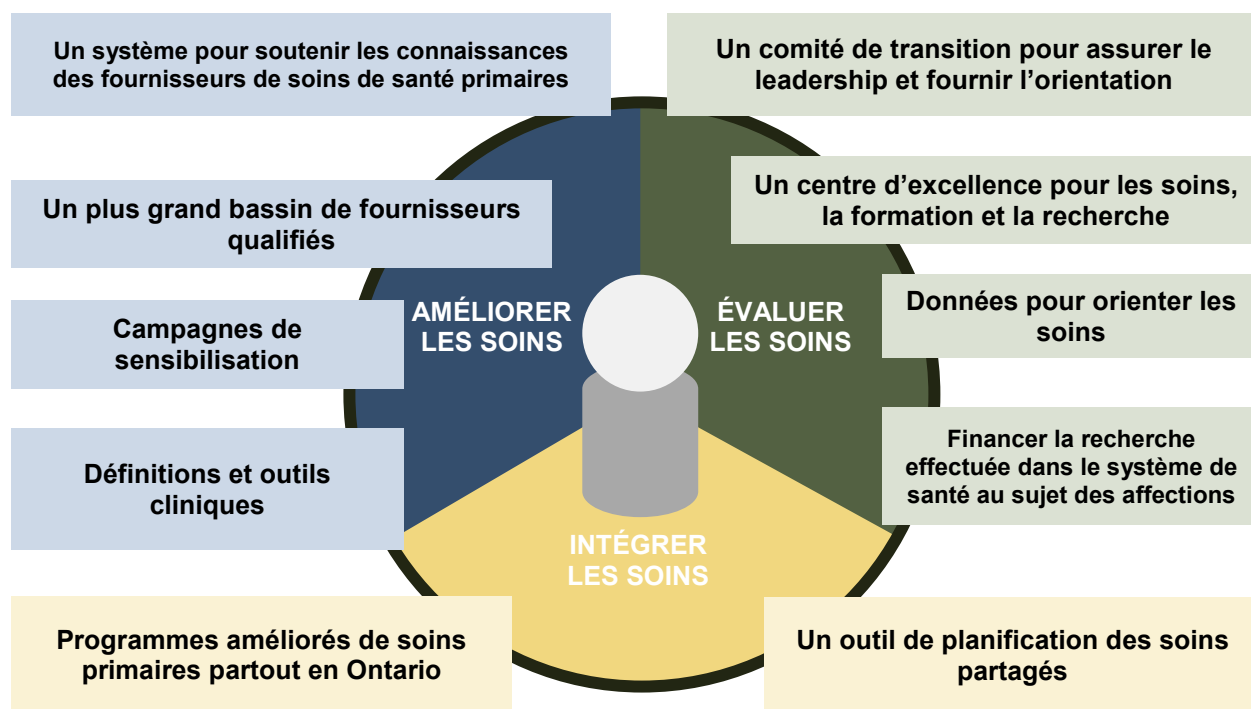 Un système pour soutenir les connaissances
des fournisseurs de soins de santé primaires
Un comité de transition pour assurer le
leadership et fournir l’orientation
Un plus grand bassin de fournisseurs
qualifiés
Un centre d’excellence pour les soins,
la formation et la recherche
Campagnes de
sensibilisation
AMÉLIORER
LES SOINS
ÉVALUER
LES SOINS
Données pour orienter les
soins
Définitions et outils
cliniques
Financer la recherche
effectuée dans le système de
santé au sujet des affections
INTÉGRER
LES SOINS
Programmes améliorés de soins
primaires partout en Ontario
Un outil de planification des soins
partagés